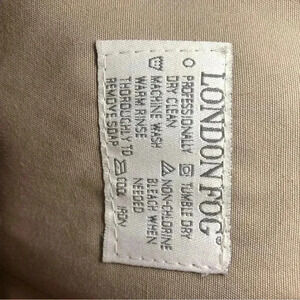 LONDON FOG®
PROFESSIONALLY
DRY CLEAN
MACHINE WASH
WARM RINSE
THOROUGHLY TO
REMOVE SOAP
TUMBLE DRY
NON-CHLORINE
BLEACH WHEN
NEEDED
COOL IRON